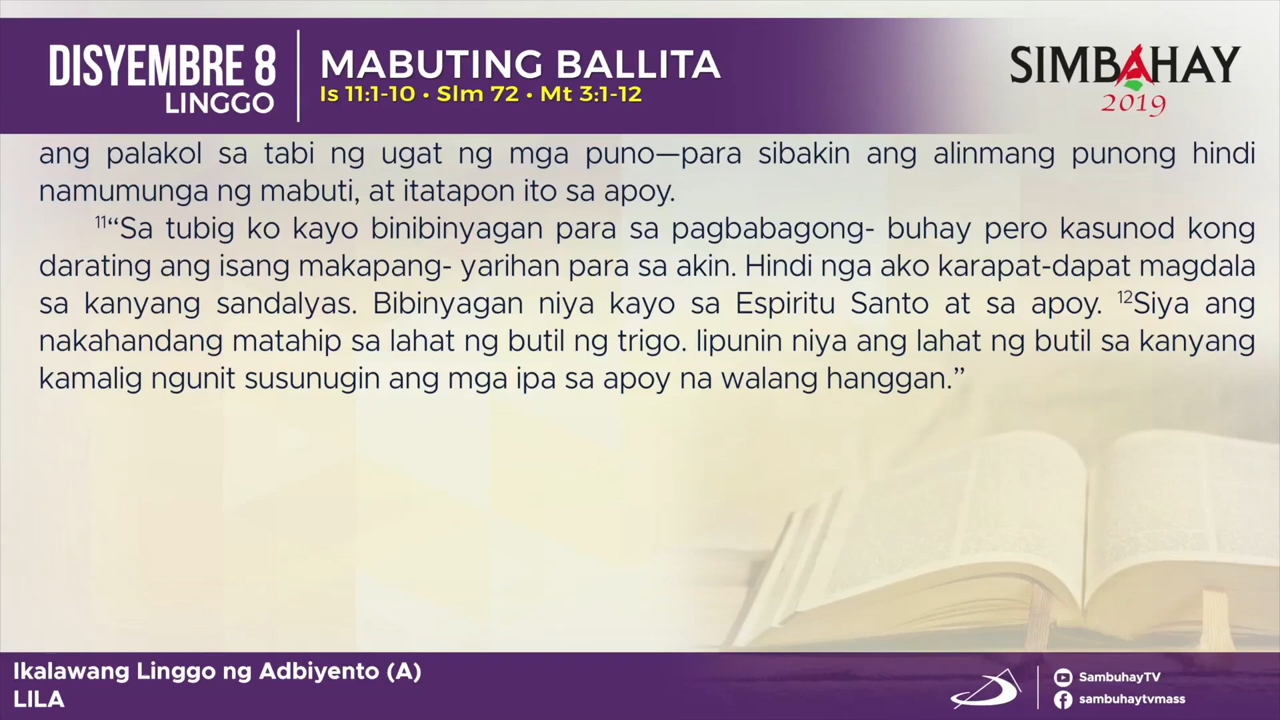 DISYEMBRE 8
LINGGO
MABUTING BALLITA
Is 11:1-10 • Slm 72 • Mt 3:1-12
SIMBAHAY
2019
ang palakol sa tabi ng ugat ng mga puno—para sibakin ang alinmang punong hindi
namumunga ng mabuti, at itatapon ito sa apoy.
11“Sa tubig ko kayo binibinyagan para sa pagbabagong- buhay pero kasunod kong
darating ang isang makapang- yarihan para sa akin. Hindi nga ako karapat-dapat magdala
sa kanyang sandalyas. Bibinyagan niya kayo sa Espiritu Santo at sa apoy. 12Siya ang
nakahandang matahip sa lahat ng butil ng trigo. Iipunin niya ang lahat ng butil sa kanyang
kamalig ngunit susunugin ang mga ipa sa apoy na walang hanggan.”
Ikalawang Linggo ng Adbiyento (A)
LILA
SambuhayTV
sambuhaytvmass